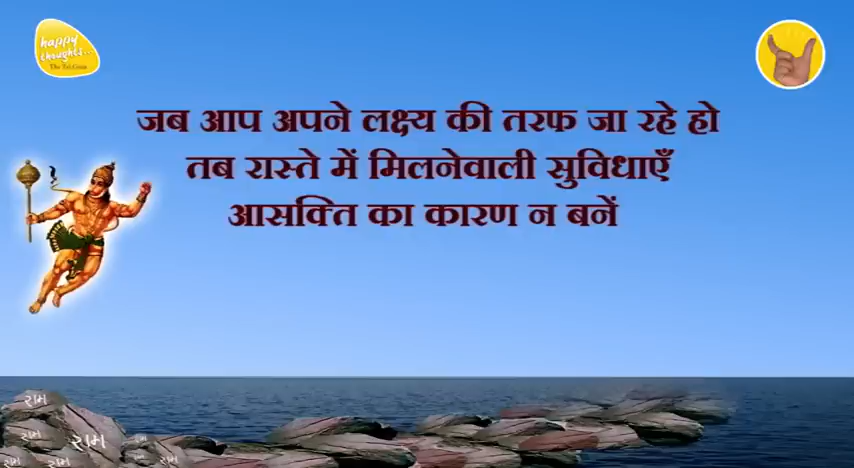 happy
thoughts...
जब आप अपने लक्ष्य की तरफ जा रहे हो
तब रास्ते में मिलनेवाली सुविधाएँ
आसक्ति का कारण न बनें
राम
राम
राम
राम
राम
राम
राम
राम